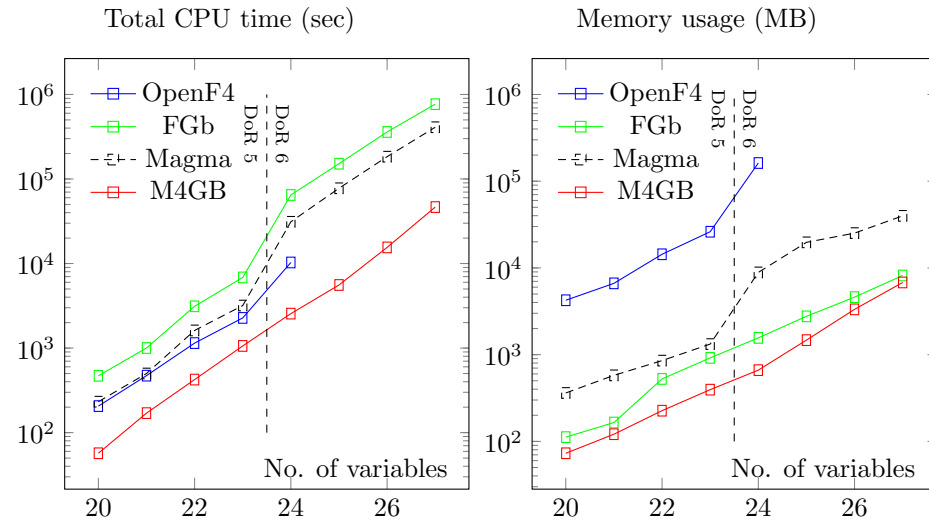 Total CPU time (sec)
10^6
10^5
10^4
10^3
10^2
OpenF4
FGb
Magma
M4GB
DoR 5
DoR 6
No. of variables
20 22 24 26
Memory usage (MB)
10^6
10^5
10^4
10^3
10^2
OpenF4
FGb
Magma
M4GB
DoR 5
DoR 6
No. of variables
20 22 24 26